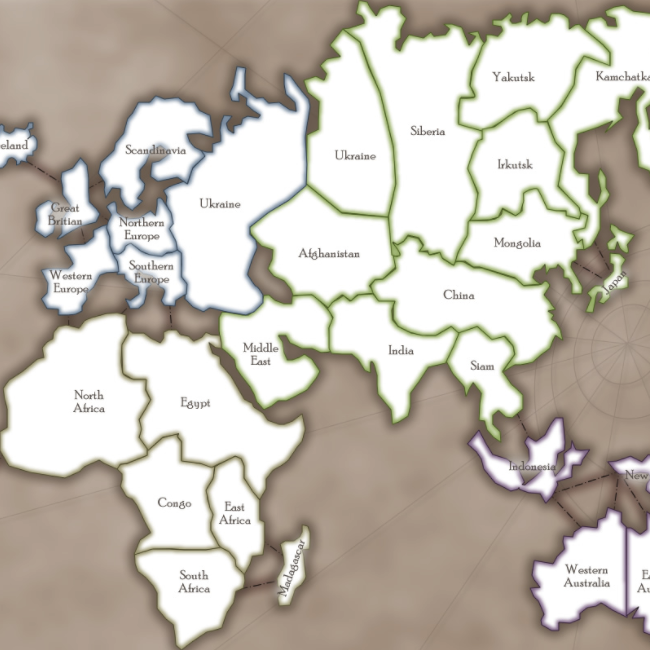 Yakutsk
Kamchatka
Siberia
eland
Scandinavia
Ukraine
Irkutsk
Ukraine
Great
Britian
Northern
Europe
Mongolia
Afghanistan
Southern
Europe
Western
Europe
Japan
China
Middle
East
India
Siam
North
Africa
Egypt
Indonesia
New
Congo
East
Africa
Madagascar
South
Africa
Western
Australia
E
Au